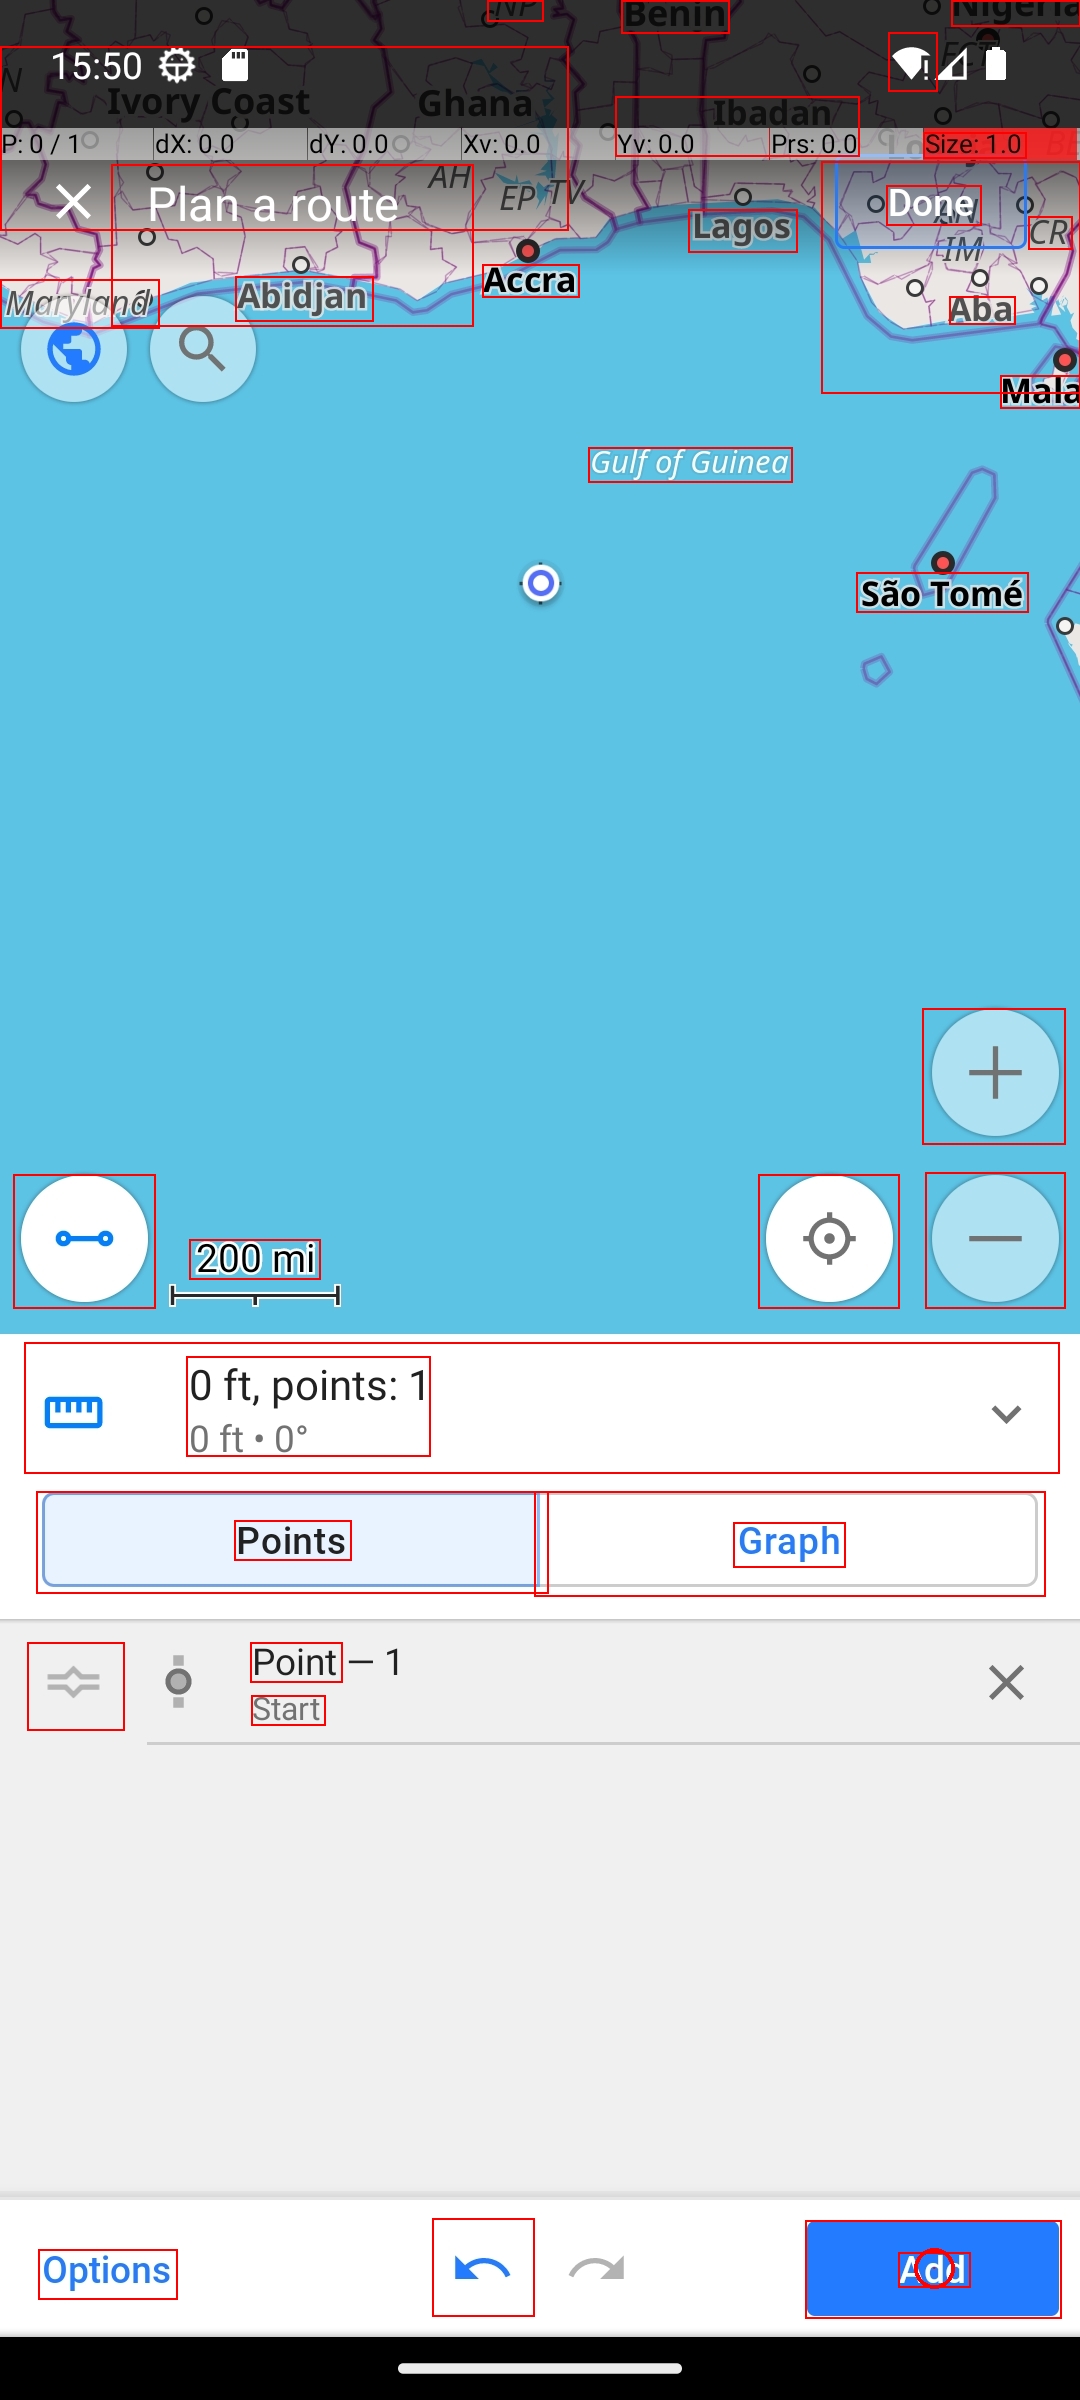 NP
Benin
Nigeria
15:50
Ivory Coast
Ghana
Ibadan
P: 0 / 1
dX: 0.0
dY: 0.0
Xv: 0.0
Yv: 0.0
Prs: 0.0
Size: 1.0
Plan a route
AH
EP
TV
Lagos
Done
AN
IM
CR
Maryland
Abidjan
Accra
Aba
Mala
Gulf of Guinea
São Tomé
200 mi
0 ft, points: 1
0 ft • 0°
Points
Graph
Point — 1
Start
Options
Add